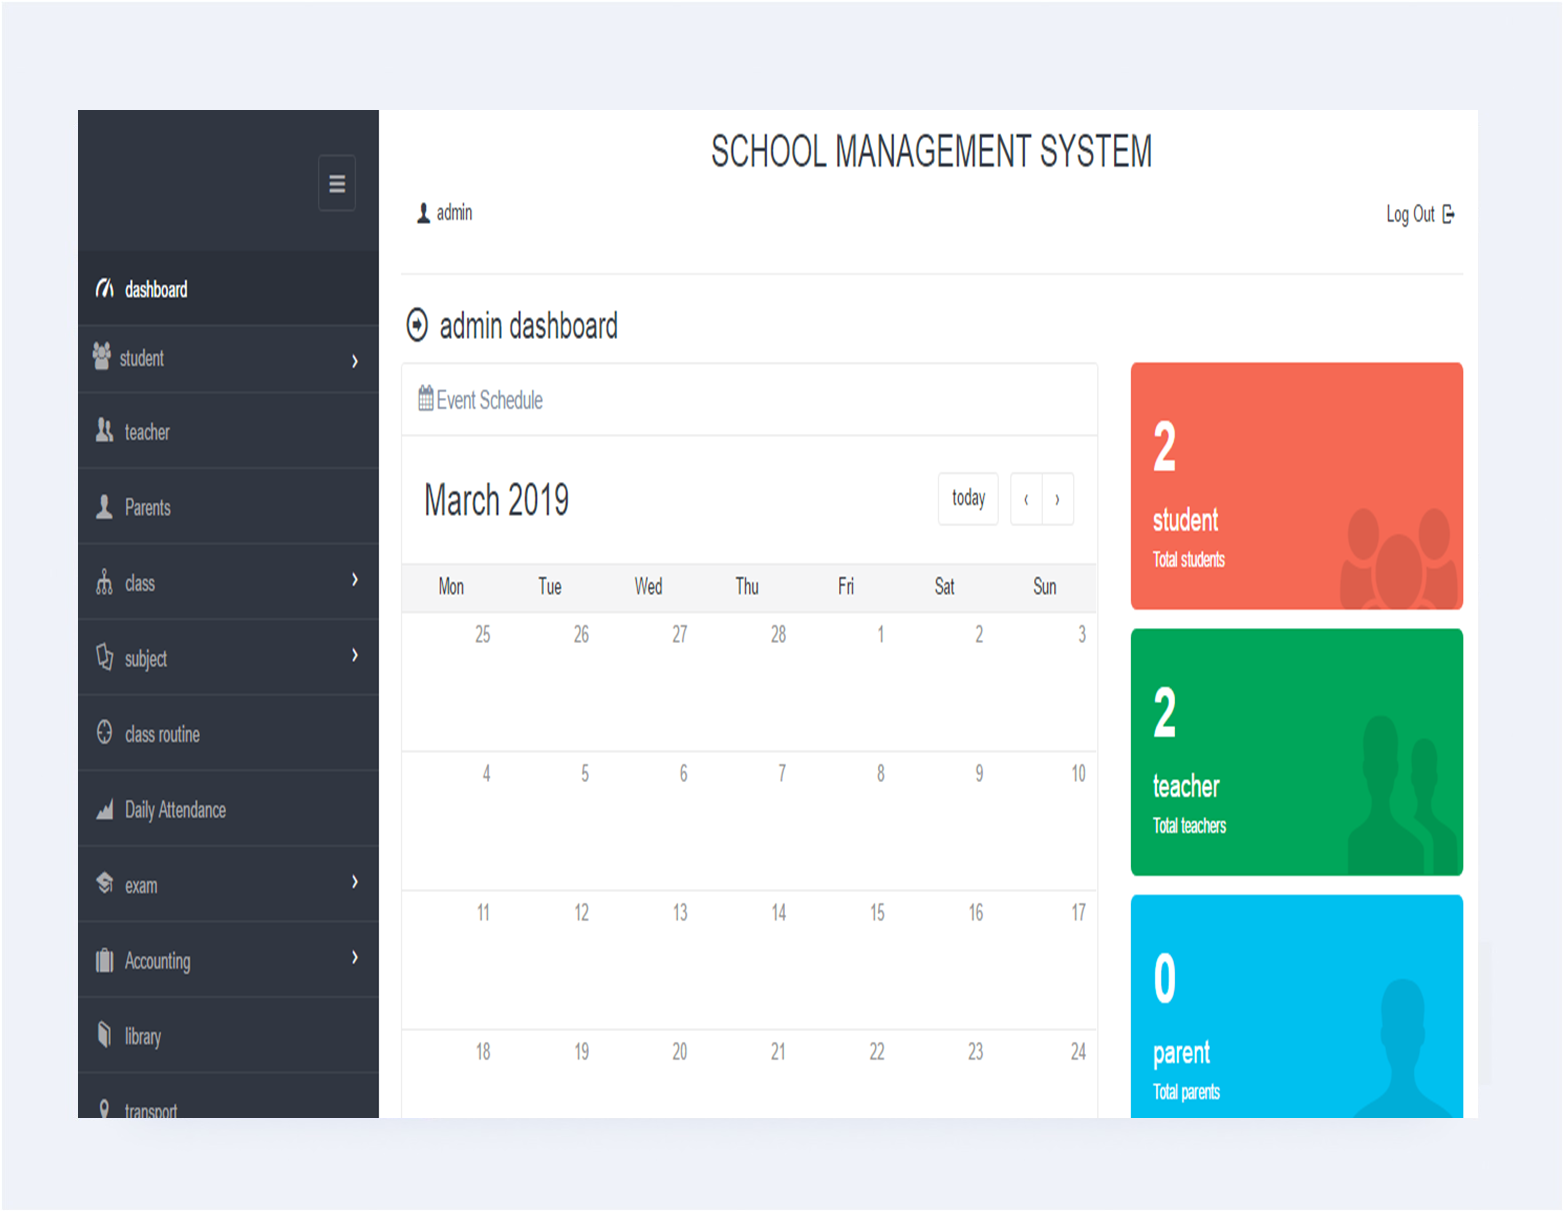 SCHOOL MANAGEMENT SYSTEM
admin
Log Out
dashboard
student
teacher
Parents
class
subject
class routine
Daily Attendance
exam
Accounting
library
transport
admin dashboard
Event Schedule
March 2019
today
Mon Tue Wed Thu Fri Sat Sun
25 26 27 28 1 2 3
4 5 6 7 8 9 10
11 12 13 14 15 16 17
18 19 20 21 22 23 24
2
student
Total students
2
teacher
Total teachers
0
parent
Total parents